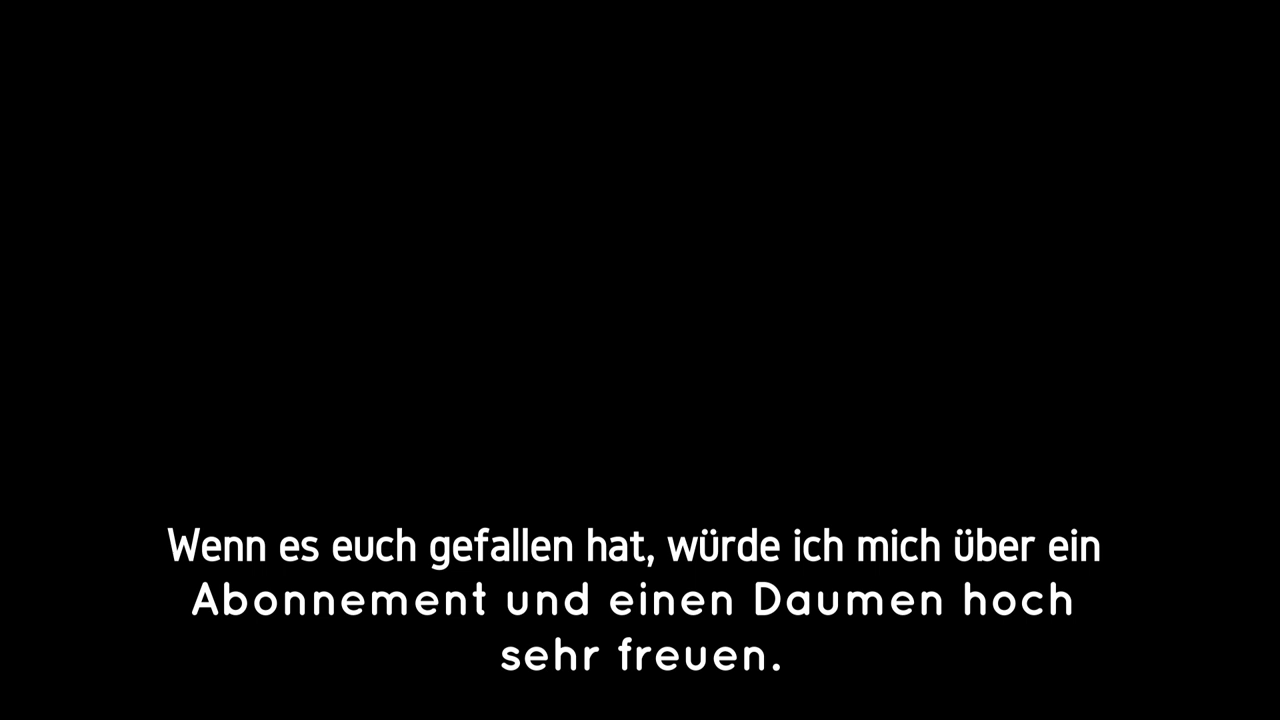 Wenn es euch gefallen hat, würde ich mich über ein
Abonnement und einen Daumen hoch
sehr freuen.